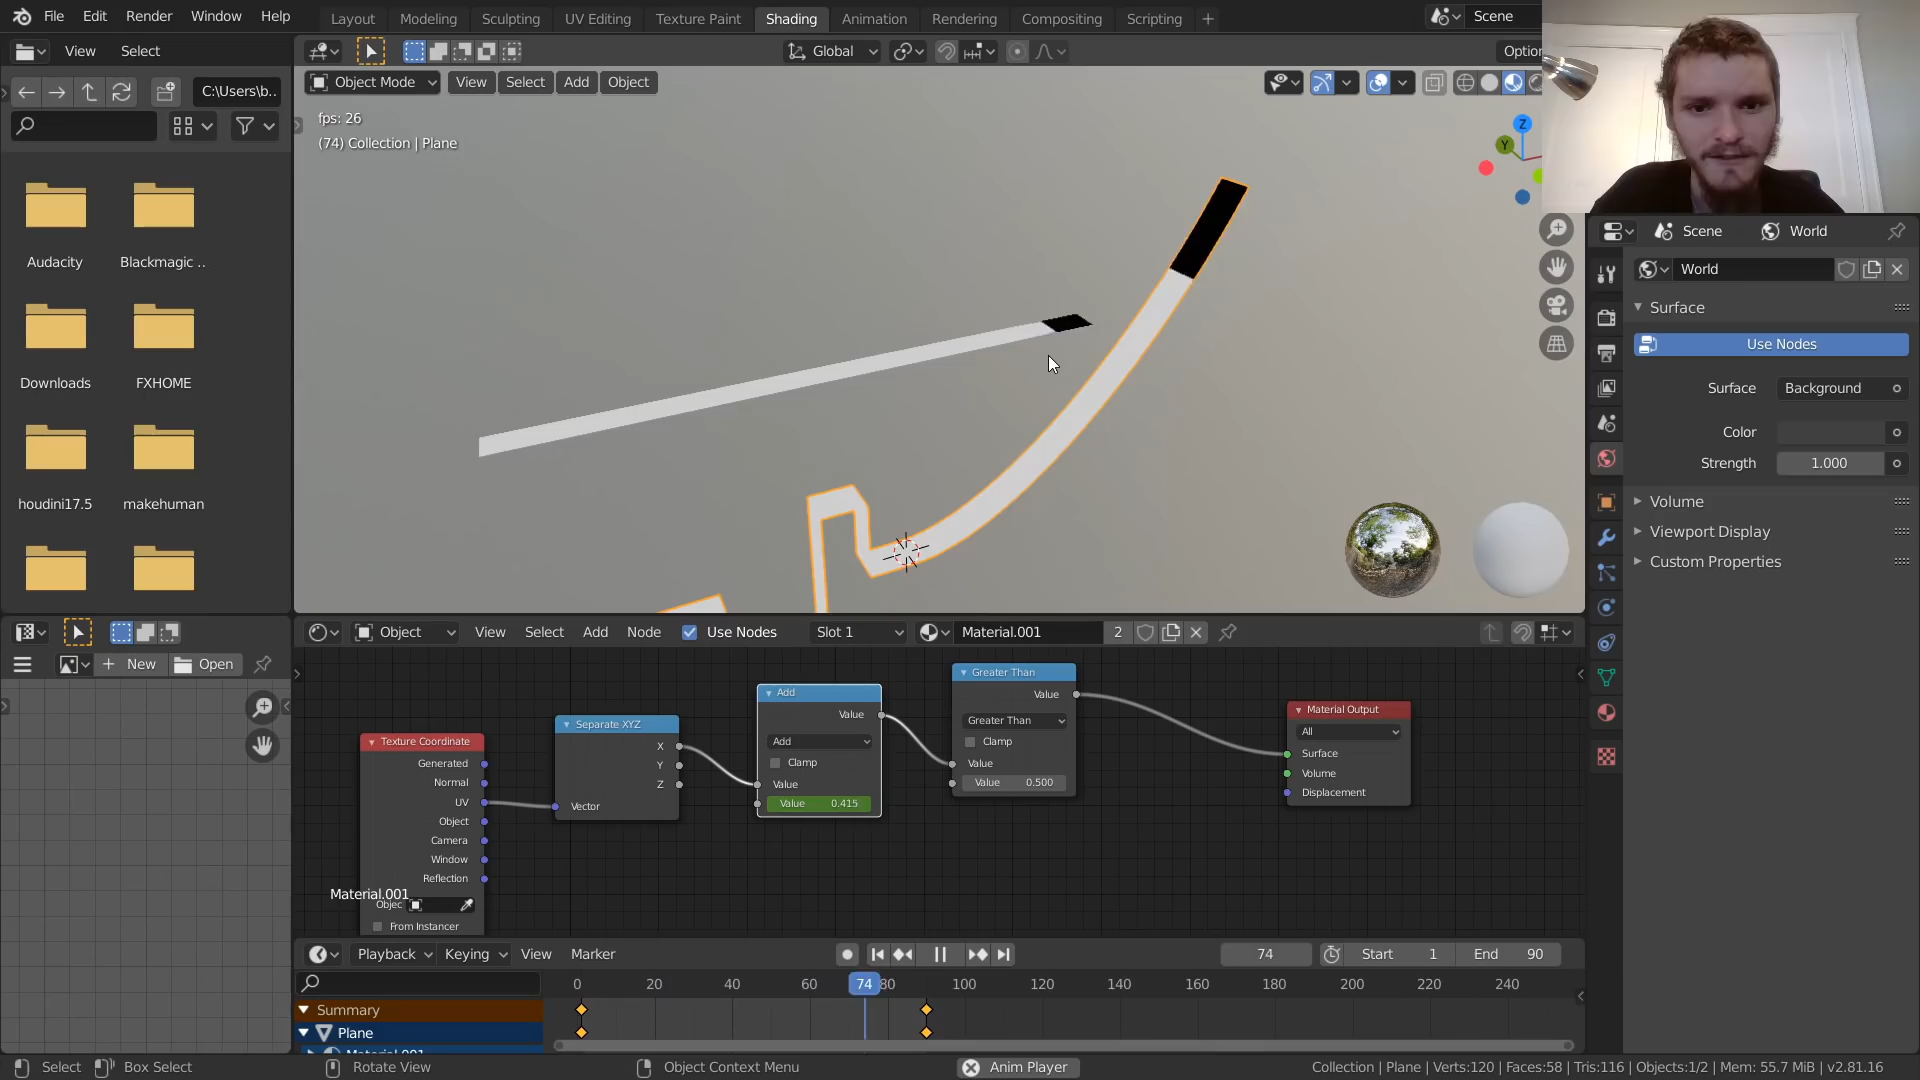 File Edit Render Window Help Layout Modeling Sculpting UV Editing Texture Paint Shading Animation Rendering Compositing Scripting + Scene
View Select Global Optio
C:\Users\b.. Object Mode View Select Add Object
fps: 26
(74) Collection | Plane
Z
Y
Audacity Blackmagic ..
Downloads FXHOME
houdini17.5 makehuman
Scene World
World
Surface
Use Nodes
Surface Background
Color
Strength 1.000
Volume
Viewport Display
Custom Properties
Object View Select Add Node Use Nodes Slot 1 Material.001 2
New Open
Texture Coordinate
Generated
Normal
UV
Object
Camera
Window
Reflection
Objec
From Instancer
Material.001
Separate XYZ
X
Y
Z
Vector
Add
Value
Add
Clamp
Value
Value 0.415
Greater Than
Value
Greater Than
Clamp
Value
Value 0.500
Material Output
All
Surface
Volume
Displacement
Playback Keying View Marker 74 Start 1 End 90
0 20 40 60 74 80 100 120 140 160 180 200 220 240
Summary
Plane
Material.001
Select Box Select Rotate View Object Context Menu Anim Player Collection | Plane | Verts:120 | Faces:58 | Tris:116 | Objects:1/2 | Mem: 55.7 MiB | v2.81.16